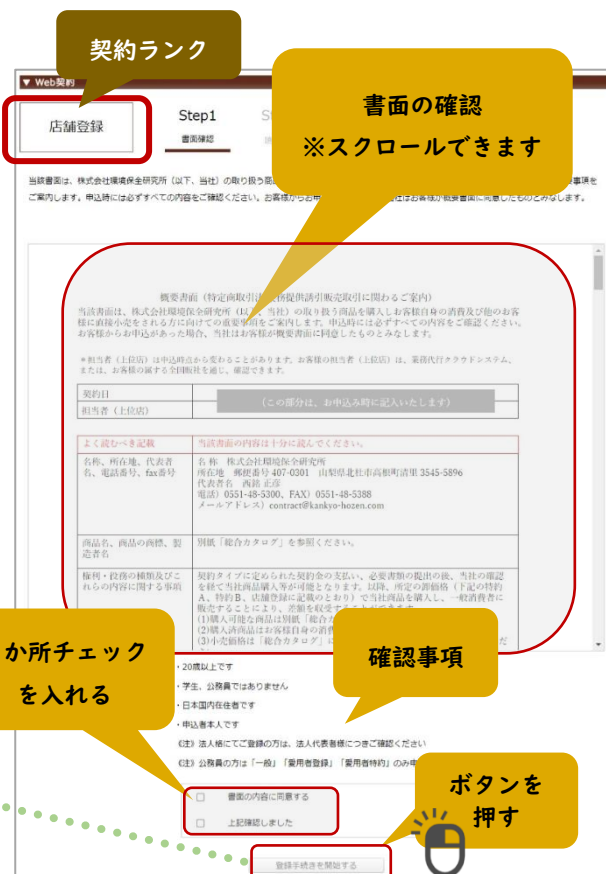 契約ランク
▼ Web契約
店舗登録
Step1
書面確認
書面の確認
※スクロールできます
当該書面は、株式会社環境保全研究所（以下、当社）の取り扱う商
事項を
ご案内します。申込時には必ずすべての内容をご確認ください。お客様からお申
社はお客様が概要書面に同意したものとみなします。
概要書面（特定商取引法
務提供誘引販売取引に関わるご案内）
当該書面は、株式会社環境保全研究所（以下、当社）の取り扱う商品を購入しお客様自身の消費及び他のお客
様に直接小売をされる方に向けての重要事項をご案内します。申込時には必ずすべての内容をご確認ください。
お客様からお申込があった場合、当社はお客様が概要書面に同意したものとみなします。
＊担当者（上位店）は申込時点から変わることがあります。お客様の担当者（上位店）は、業務代行クラウドシステム、
または、お客様の属する全国販社を通じ、確認できます。
契約日
担当者（上位店）
（この部分は、お申込み時に記入いたします）
よく読むべき記載
当該書面の内容は十分に読んでください。
名称、所在地、代表者
名、電話番号、fax番号
名 称 株式会社環境保全研究所
所在地 郵便番号 407-0301 山梨県北杜市高根町清里 3545-5896
代表者名 西銘 正彦
電話）0551-48-5300、FAX）0551-48-5388
メールアドレス）contract@kankyo-hozen.com
商品名、商品の商標、製
造者名
別紙「総合カタログ」を参照ください。
権利・役務の種類及びこ
れらの内容に関する事項
契約タイプに定められた契約金の支払い、必要書類の提出の後、当社の確認
を経て当社商品購入等が可能となります。以降、所定の卸価格（下記の特約
A、特約B、店舗登録に記載のとおり）で当社商品を購入し、一般消費者に
販売することにより、差額を収受することができます。
(1)購入可能な商品は別紙「総合カ
(2)購入済商品はお客様自身の消費
(3)小売価格は「総合カタログ」に
か所チェック
を入れる
確認事項
・20歳以上です
・学生、公務員ではありません
・日本国内在住者です
・申込者本人です
《注》法人格にてご登録の方は、法人代表者様につきご確認ください
《注》公務員の方は「一般」「愛用者登録」「愛用者特約」のみ申
書面の内容に同意する
上記確認しました
ボタンを
押す
登録手続きを開始する